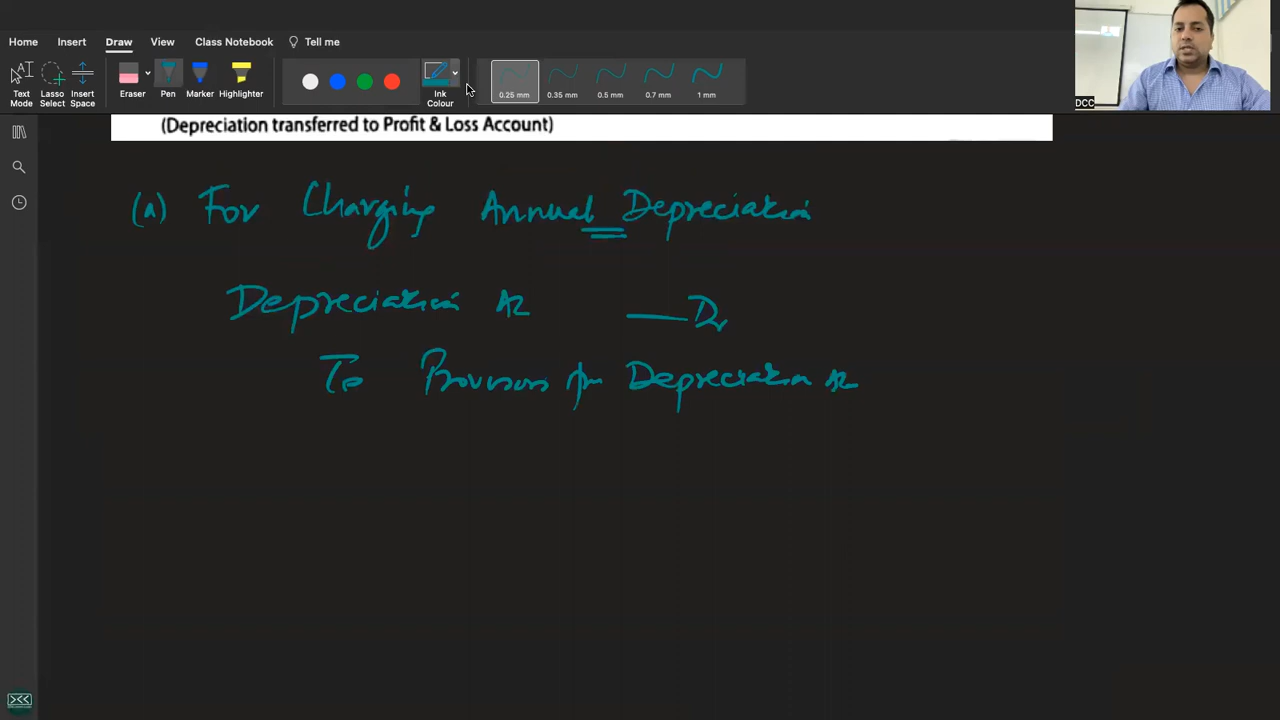 Home Insert Draw View Class Notebook Tell me
Text Mode Lasso Select Insert Space Eraser Pen Marker Highlighter Ink Colour 0.25 mm 0.35 mm 0.5 mm 0.7 mm 1 mm
DCC
(Depreciation transferred to Profit & Loss Account)
(a) For Charging Annual Depreciation
Depreciation A/c — Dr
To Provision for Depreciation A/c
DCC